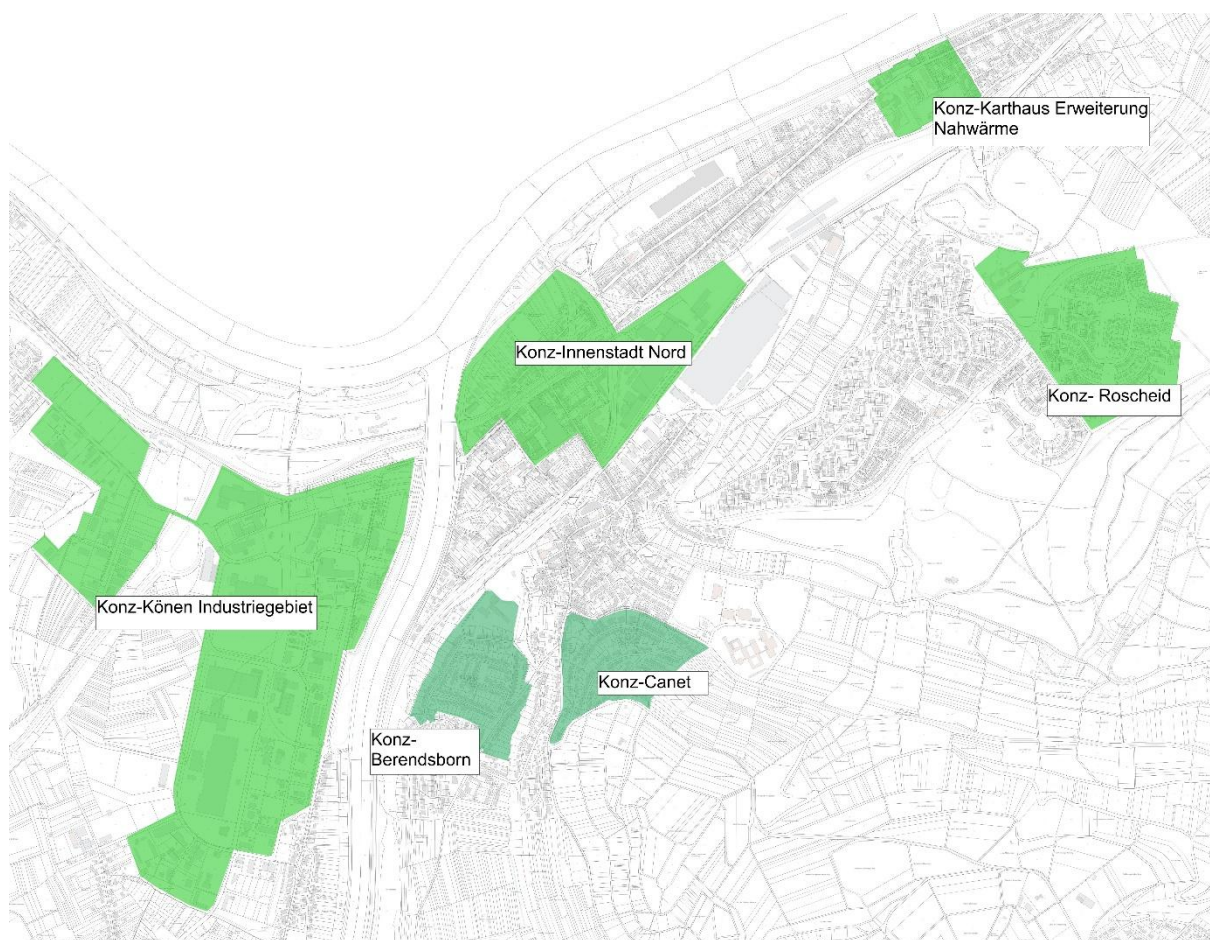 Konz-Karthaus Erweiterung
Nahwärme
Konz-Innenstadt Nord
Konz- Roscheid
Konz-Könen Industriegebiet
Konz-Canet
Konz-
Berendsborn